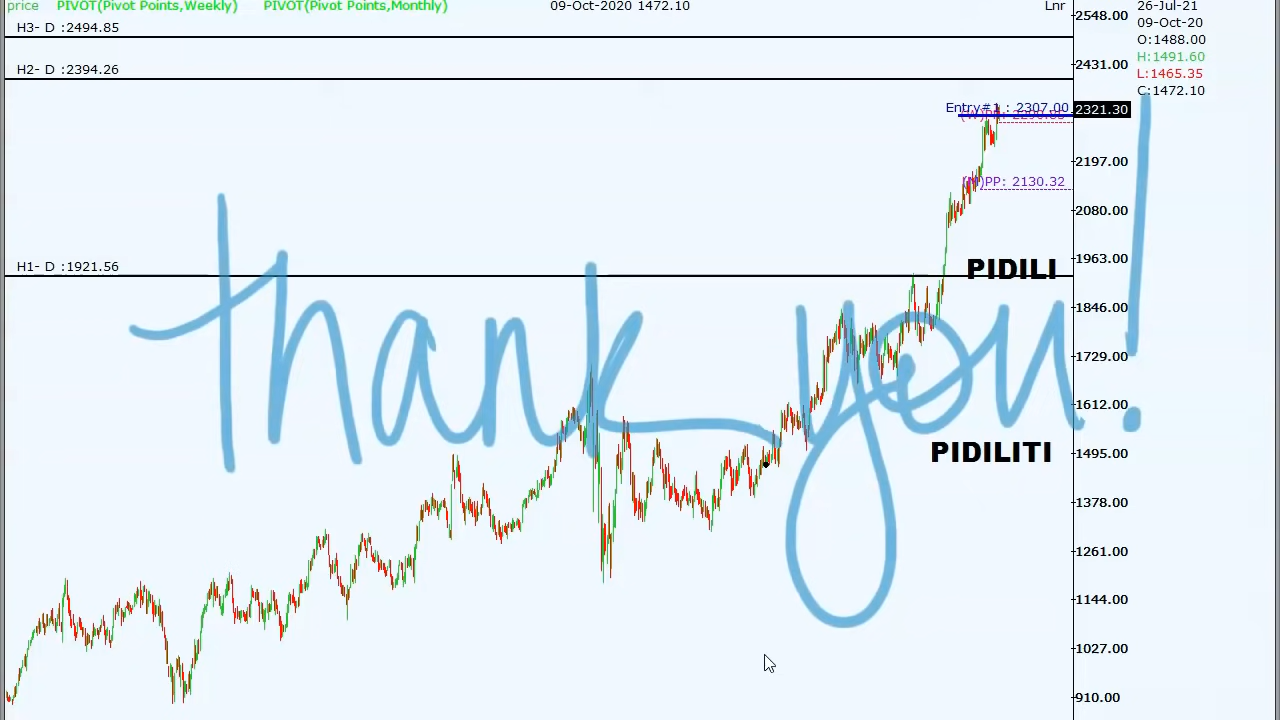 price PIVOT(Pivot Points,Weekly) PIVOT(Pivot Points,Monthly) 09-Oct-2020 1472.10 Lnr
26-Jul-21
09-Oct-20
O:1488.00
H:1491.60
L:1465.35
C:1472.10
H3- D :2494.85
H2- D :2394.26
Entry#1 : 2307.00
(M)PP: 2130.32
H1- D :1921.56
PIDILI
thank you!
PIDILITI
2548.00
2431.00
2321.30
2197.00
2080.00
1963.00
1846.00
1729.00
1612.00
1495.00
1378.00
1261.00
1144.00
1027.00
910.00